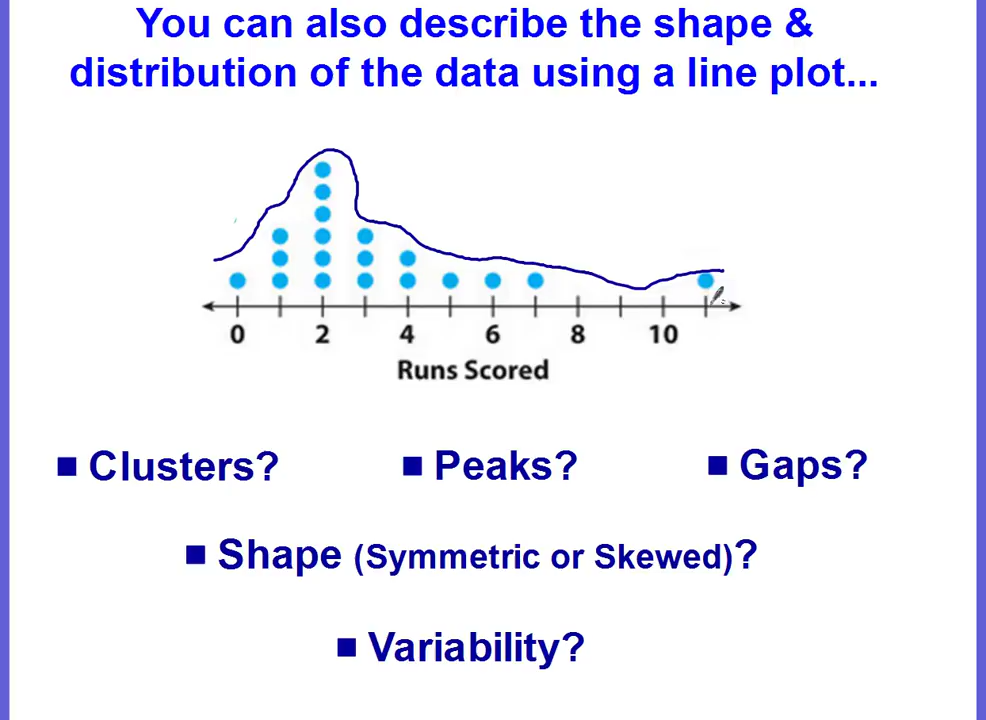 You can also describe the shape &
distribution of the data using a line plot...
0 2 4 6 8 10
Runs Scored
■ Clusters? ■ Peaks? ■ Gaps?
■ Shape (Symmetric or Skewed)?
■ Variability?